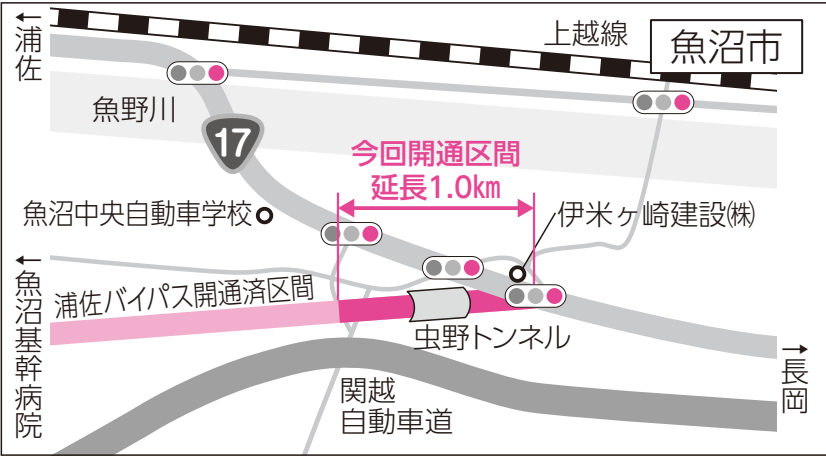 ←浦佐
上越線
魚沼市
魚野川
17
今回開通区間
延長1.0km
魚沼中央自動車学校
伊米ヶ崎建設㈱
←魚沼基幹病院
浦佐バイパス開通済区間
虫野トンネル
→長岡
関越
自動車道